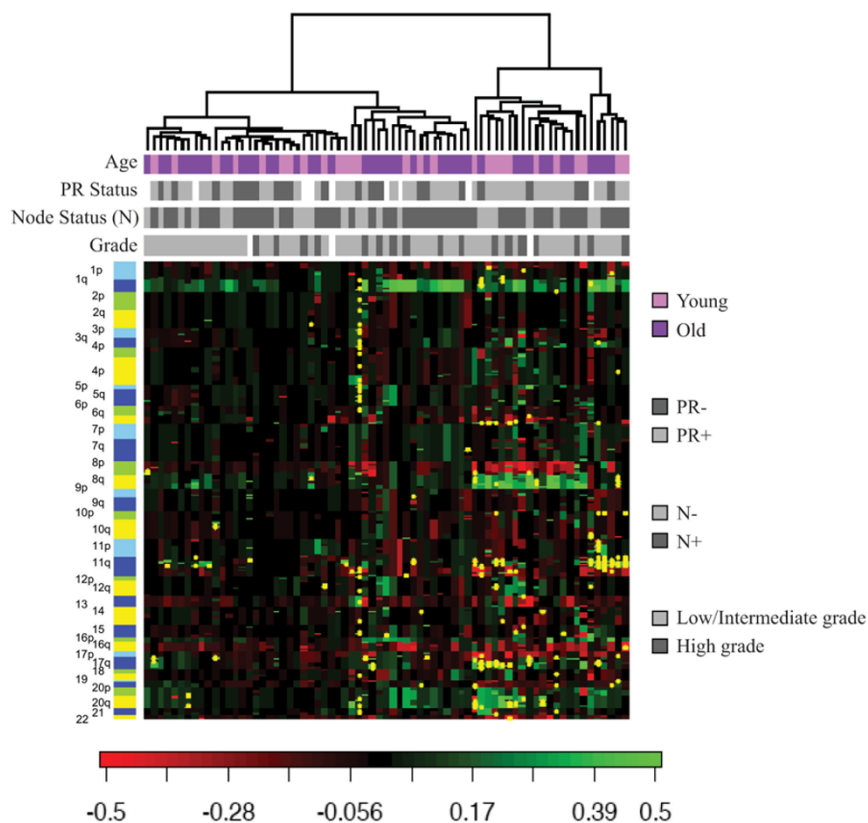 Age
PR Status
Node Status (N)
Grade
1p
1q
2p
2q
3p
3q
4p
4p
5p
5q
6p
6q
7p
7q
8p
8q
9p
9q
10p
10q
11p
11q
12p
12q
13
14
15
16p
16q
17p
17q
18
19
20p
20q
21
22
Young
Old
PR-
PR+
N-
N+
Low/Intermediate grade
High grade
-0.5 -0.28 -0.056 0.17 0.39 0.5